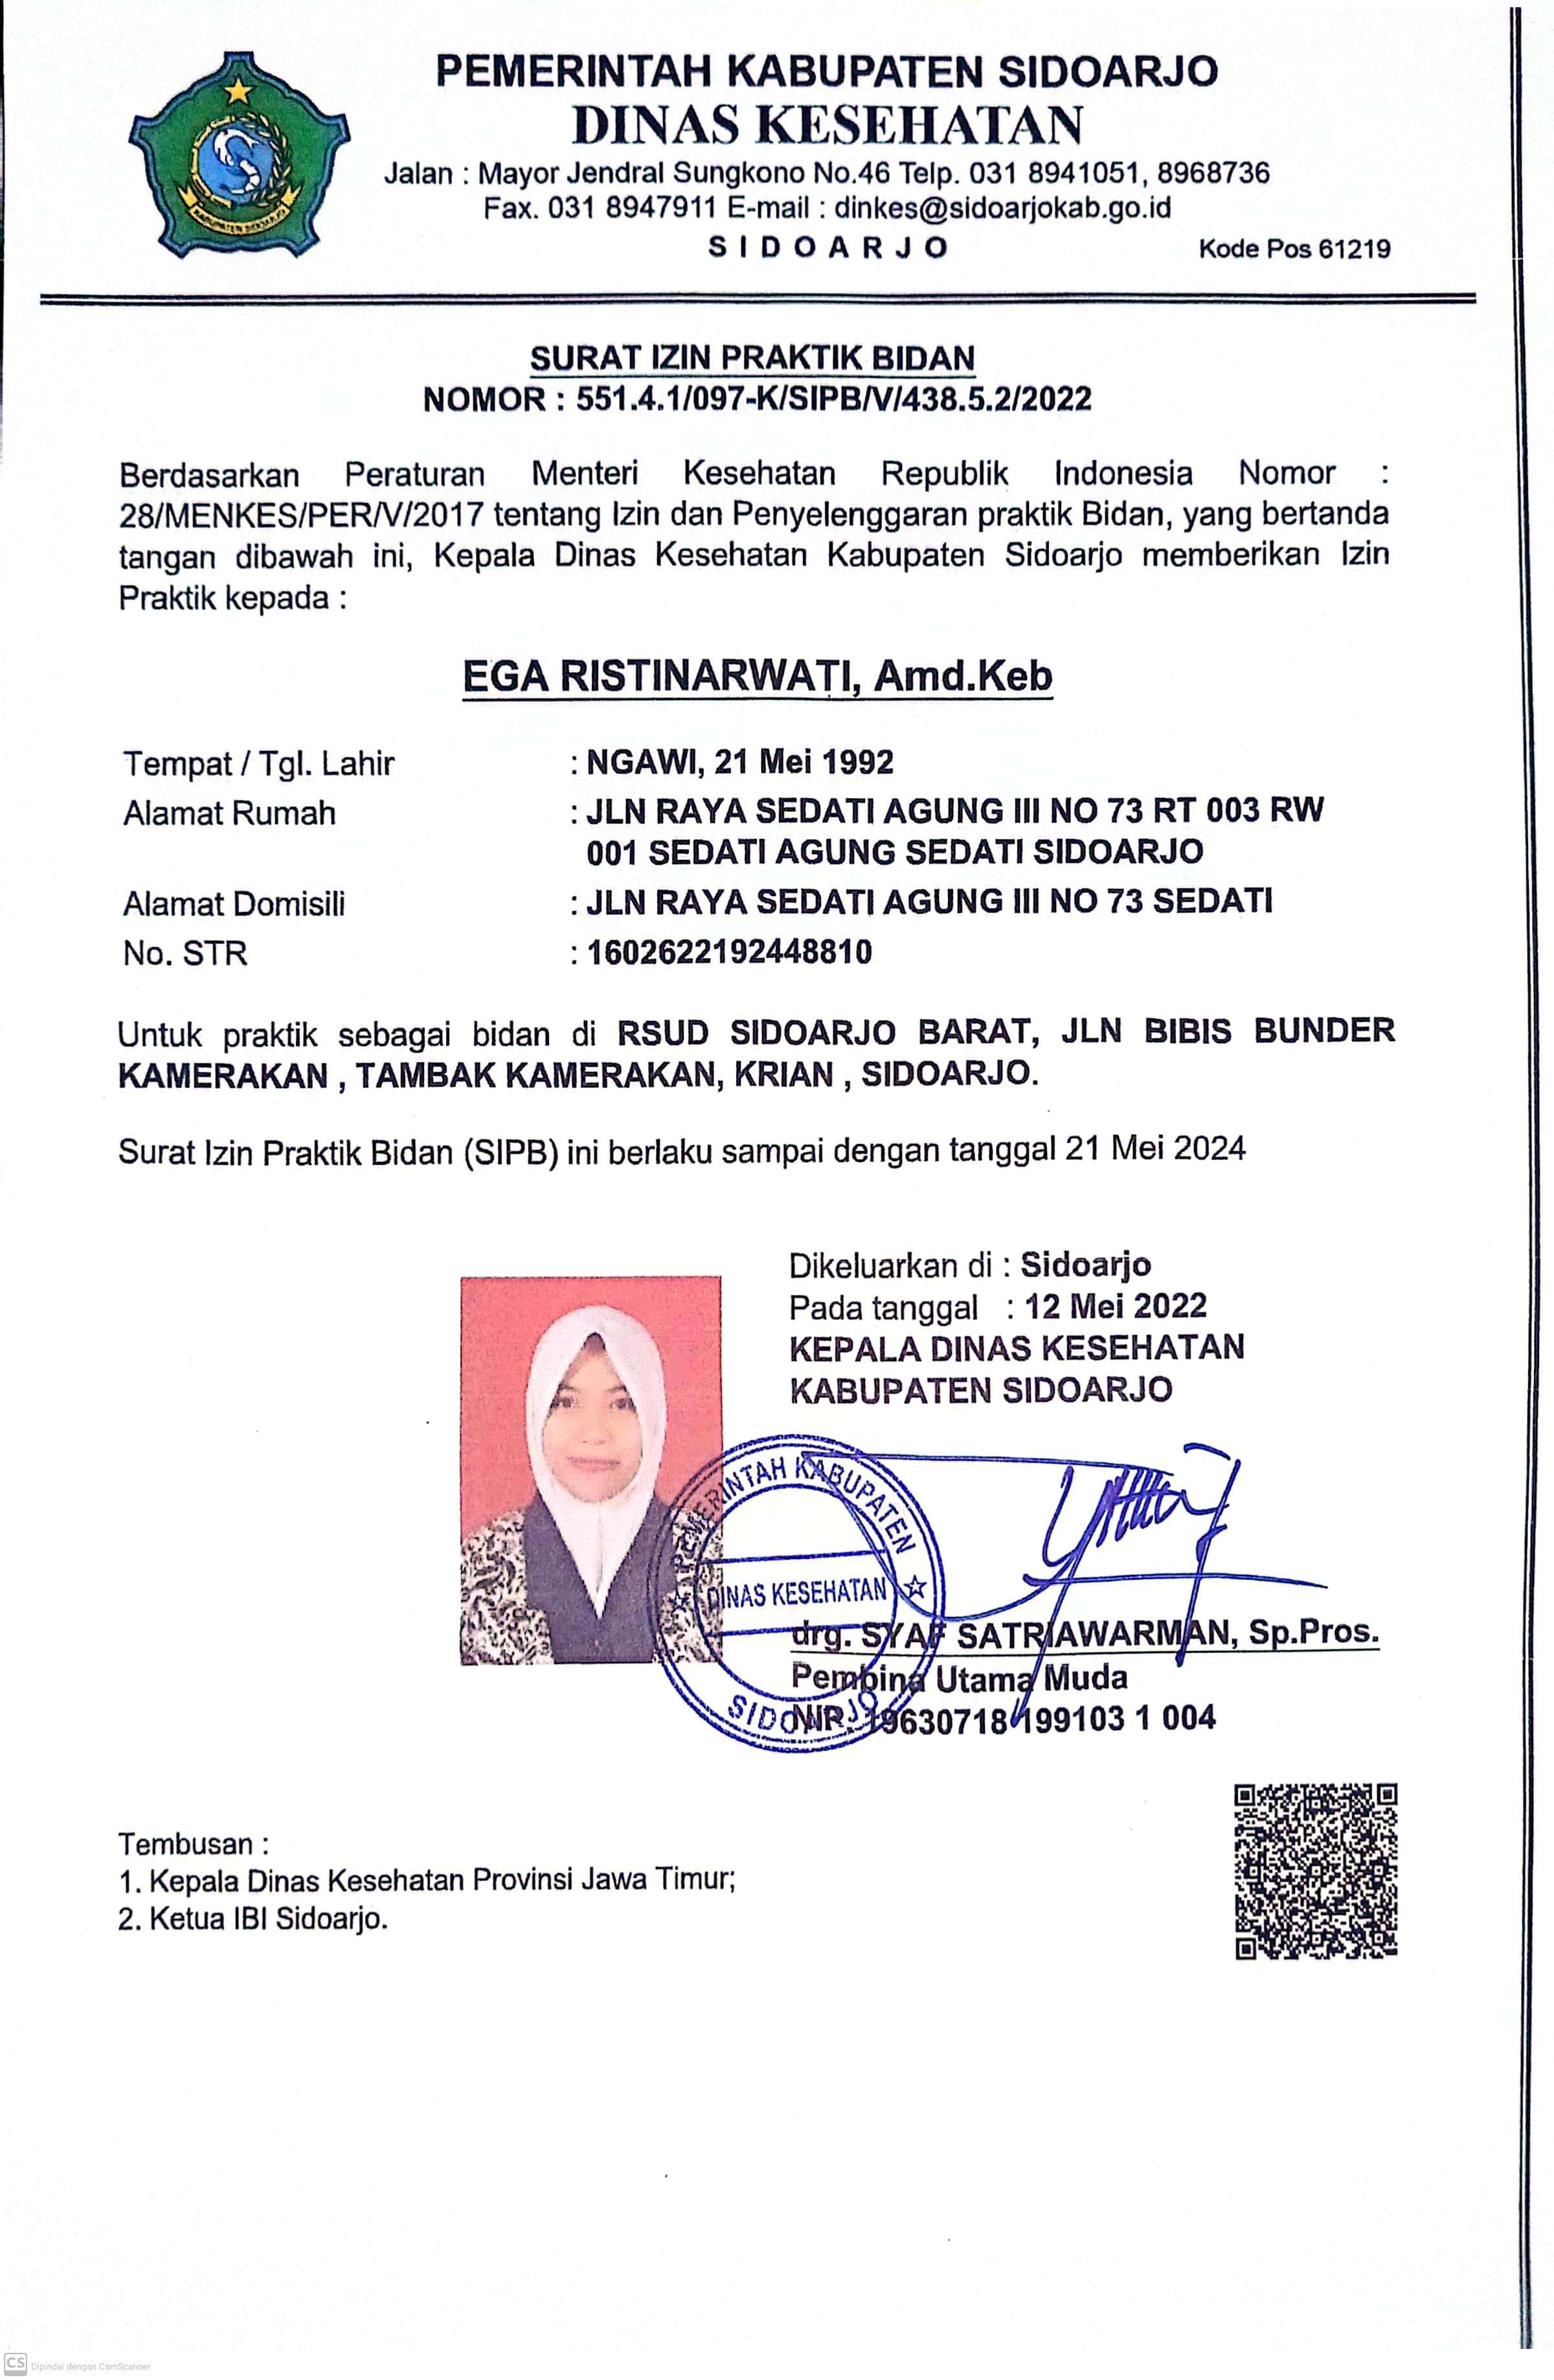 PEMERINTAH KABUPATEN SIDOARJO
DINAS KESEHATAN
Jalan : Mayor Jendral Sungkono No.46 Telp. 031 8941051, 8968736
Fax. 031 8947911 E-mail : dinkes@sidoarjokab.go.id
S I D O A R J O Kode Pos 61219
KABUPATEN SIDOARJO
SURAT IZIN PRAKTIK BIDAN
NOMOR : 551.4.1/097-K/SIPB/V/438.5.2/2022
Berdasarkan Peraturan Menteri Kesehatan Republik Indonesia Nomor :
28/MENKES/PER/V/2017 tentang Izin dan Penyelenggaran praktik Bidan, yang bertanda
tangan dibawah ini, Kepala Dinas Kesehatan Kabupaten Sidoarjo memberikan Izin
Praktik kepada :
EGA RISTINARWATI, Amd.Keb
Tempat / Tgl. Lahir : NGAWI, 21 Mei 1992
Alamat Rumah : JLN RAYA SEDATI AGUNG III NO 73 RT 003 RW
001 SEDATI AGUNG SEDATI SIDOARJO
Alamat Domisili : JLN RAYA SEDATI AGUNG III NO 73 SEDATI
No. STR : 1602622192448810
Untuk praktik sebagai bidan di RSUD SIDOARJO BARAT, JLN BIBIS BUNDER
KAMERAKAN , TAMBAK KAMERAKAN, KRIAN , SIDOARJO.
Surat Izin Praktik Bidan (SIPB) ini berlaku sampai dengan tanggal 21 Mei 2024
Dikeluarkan di : Sidoarjo
Pada tanggal : 12 Mei 2022
KEPALA DINAS KESEHATAN
KABUPATEN SIDOARJO
PEMERINTAH KABUPATEN
DINAS KESEHATAN
SIDOARJO
drg. SYAF SATRIAWARMAN, Sp.Pros.
Pembina Utama Muda
NIP. 19630718 199103 1 004
Tembusan :
1. Kepala Dinas Kesehatan Provinsi Jawa Timur;
2. Ketua IBI Sidoarjo.
CS Dipindai dengan CamScanner